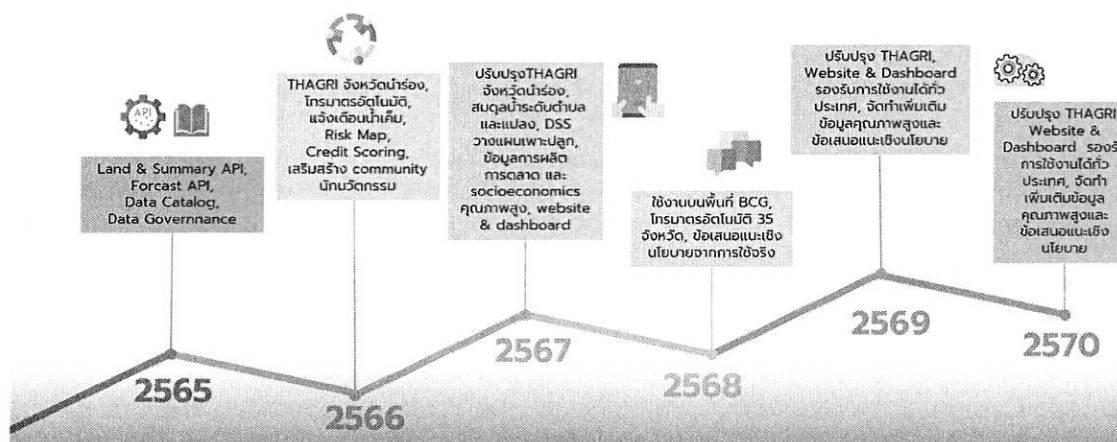 API
Land & Summary API,
Forcast API,
Data Catalog,
Data Governnance
2565
THAGRI จังหวัดนำร่อง,
โทรมาตรอัตโนมัติ,
แจ้งเตือนน้ำเค็ม,
Risk Map,
Credit Scoring,
เสริมสร้าง community
นักนวัตกรรม
2566
ปรับปรุงTHAGRI
จังหวัดนำร่อง,
สมดุลน้ำระดับตำบล
และแปลง, DSS
วางแผนเพาะปลูก,
ข้อมูลการผลิต
การตลาด และ
socioeconomics
คุณภาพสูง, website
& dashboard
2567
ใช้งานบนพื้นที่ BCG,
โทรมาตรอัตโนมัติ 35
จังหวัด, ข้อเสนอแนะเชิง
นโยบายจากการใช้จริง
2568
ปรับปรุง THAGRI,
Website & Dashboard
รองรับการใช้งานได้ทั่ว
ประเทศ, จัดทำเพิ่มเติม
ข้อมูลคุณภาพสูงและ
ข้อเสนอแนะเชิงนโยบาย
2569
ปรับปรุง THAGRI
Website &
Dashboard รองรั
การใช้งานได้ทั่ว
ประเทศ, จัดทำ
เพิ่มเติมข้อมูล
คุณภาพสูงและ
ข้อเสนอแนะเชิง
นโยบาย
2570